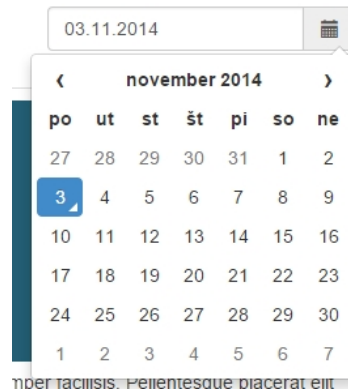 03.11.2014
‹ november 2014 ›
po ut st št pi so ne
27 28 29 30 31 1 2
3 4 5 6 7 8 9
10 11 12 13 14 15 16
17 18 19 20 21 22 23
24 25 26 27 28 29 30
1 2 3 4 5 6 7
mper facilisis. Pellentesque placerat elit